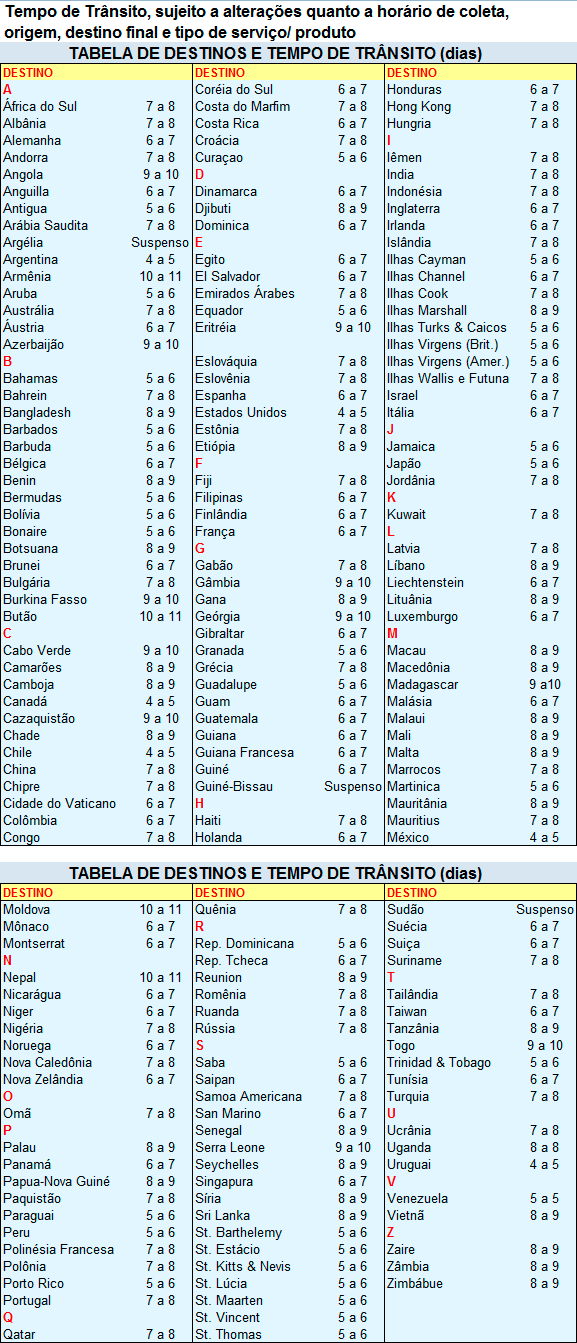 Tempo de Trânsito, sujeito a alterações quanto a horário de coleta,
origem, destino final e tipo de serviço/ produto
TABELA DE DESTINOS E TEMPO DE TRÂNSITO (dias)
DESTINO
A
África do Sul 7 a 8
Albânia 7 a 8
Alemanha 6 a 7
Andorra 7 a 8
Angola 9 a 10
Anguilla 6 a 7
Antigua 5 a 6
Arábia Saudita 7 a 8
Argélia Suspenso
Argentina 4 a 5
Armênia 10 a 11
Aruba 5 a 6
Austrália 7 a 8
Áustria 6 a 7
Azerbaijão 9 a 10
B
Bahamas 5 a 6
Bahrein 7 a 8
Bangladesh 8 a 9
Barbados 5 a 6
Barbuda 5 a 6
Bélgica 6 a 7
Benin 8 a 9
Bermudas 5 a 6
Bolívia 5 a 6
Bonaire 5 a 6
Botsuana 8 a 9
Brunei 6 a 7
Bulgária 7 a 8
Burkina Fasso 9 a 10
Butão 10 a 11
C
Cabo Verde 9 a 10
Camarões 8 a 9
Camboja 8 a 9
Canadá 4 a 5
Cazaquistão 9 a 10
Chade 8 a 9
Chile 4 a 5
China 7 a 8
Chipre 7 a 8
Cidade do Vaticano 6 a 7
Colômbia 6 a 7
Congo 7 a 8
DESTINO
Coréia do Sul 6 a 7
Costa do Marfim 7 a 8
Costa Rica 6 a 7
Croácia 7 a 8
Curaçao 5 a 6
D
Dinamarca 6 a 7
Djibuti 8 a 9
Dominica 6 a 7
E
Egito 6 a 7
El Salvador 6 a 7
Emirados Árabes 7 a 8
Equador 5 a 6
Eritréia 9 a 10
Eslováquia 7 a 8
Eslovênia 7 a 8
Espanha 6 a 7
Estados Unidos 4 a 5
Estônia 7 a 8
Etiópia 8 a 9
F
Fiji 7 a 8
Filipinas 6 a 7
Finlândia 6 a 7
França 6 a 7
G
Gabão 7 a 8
Gâmbia 9 a 10
Gana 8 a 9
Geórgia 9 a 10
Gibraltar 6 a 7
Granada 5 a 6
Grécia 7 a 8
Guadalupe 5 a 6
Guam 6 a 7
Guatemala 6 a 7
Guiana 6 a 7
Guiana Francesa 6 a 7
Guiné 6 a 7
Guiné-Bissau Suspenso
H
Haiti 7 a 8
Holanda 6 a 7
DESTINO
Honduras 6 a 7
Hong Kong 7 a 8
Hungria 7 a 8
I
Iêmen 7 a 8
India 7 a 8
Indonésia 7 a 8
Inglaterra 6 a 7
Irlanda 6 a 7
Islândia 7 a 8
Ilhas Cayman 5 a 6
Ilhas Channel 6 a 7
Ilhas Cook 7 a 8
Ilhas Marshall 8 a 9
Ilhas Turks & Caicos 5 a 6
Ilhas Virgens (Brit.) 5 a 6
Ilhas Virgens (Amer.) 5 a 6
Ilhas Wallis e Futuna 7 a 8
Israel 6 a 7
Itália 6 a 7
J
Jamaica 5 a 6
Japão 5 a 6
Jordânia 7 a 8
K
Kuwait 7 a 8
L
Latvia 7 a 8
Líbano 8 a 9
Liechtenstein 6 a 7
Lituânia 8 a 9
Luxemburgo 6 a 7
M
Macau 8 a 9
Macedônia 8 a 9
Madagascar 9 a10
Malásia 6 a 7
Malaui 8 a 9
Mali 8 a 9
Malta 8 a 9
Marrocos 7 a 8
Martinica 5 a 6
Mauritânia 8 a 9
Mauritius 7 a 8
México 4 a 5
TABELA DE DESTINOS E TEMPO DE TRÂNSITO (dias)
DESTINO
Moldova 10 a 11
Mônaco 6 a 7
Montserrat 6 a 7
N
Nepal 10 a 11
Nicarágua 6 a 7
Niger 6 a 7
Nigéria 7 a 8
Noruega 6 a 7
Nova Caledônia 7 a 8
Nova Zelândia 6 a 7
O
Omã 7 a 8
P
Palau 8 a 9
Panamá 6 a 7
Papua-Nova Guiné 8 a 9
Paquistão 7 a 8
Paraguai 5 a 6
Peru 5 a 6
Polinésia Francesa 7 a 8
Polônia 7 a 8
Porto Rico 5 a 6
Portugal 7 a 8
Q
Qatar 7 a 8
DESTINO
Quênia 7 a 8
R
Rep. Dominicana 5 a 6
Rep. Tcheca 6 a 7
Reunion 8 a 9
Romênia 7 a 8
Ruanda 7 a 8
Rússia 7 a 8
S
Saba 5 a 6
Saipan 6 a 7
Samoa Americana 7 a 8
San Marino 6 a 7
Senegal 8 a 9
Serra Leone 9 a 10
Seychelles 8 a 9
Singapura 6 a 7
Síria 8 a 9
Sri Lanka 8 a 9
St. Barthelemy 5 a 6
St. Estácio 5 a 6
St. Kitts & Nevis 5 a 6
St. Lúcia 5 a 6
St. Maarten 5 a 6
St. Vincent 5 a 6
St. Thomas 5 a 6
DESTINO
Sudão Suspenso
Suécia 6 a 7
Suiça 6 a 7
Suriname 7 a 8
T
Tailândia 7 a 8
Taiwan 6 a 7
Tanzânia 8 a 9
Togo 9 a 10
Trinidad & Tobago 5 a 6
Tunísia 6 a 7
Turquia 7 a 8
U
Ucrânia 7 a 8
Uganda 8 a 8
Uruguai 4 a 5
V
Venezuela 5 a 5
Vietnã 8 a 9
Z
Zaire 8 a 9
Zâmbia 8 a 9
Zimbábue 8 a 9